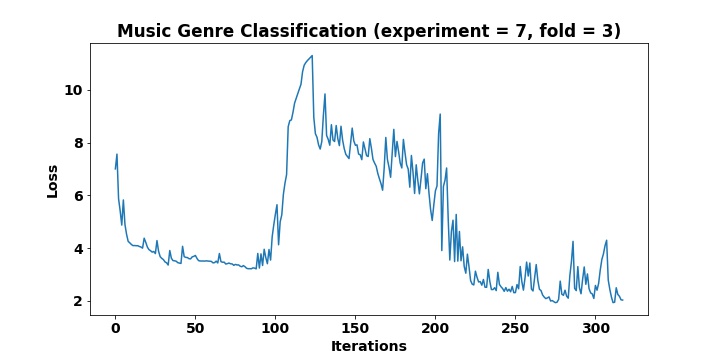 Music Genre Classification (experiment = 7, fold = 3)
10
8
6
4
2
Loss
0 50 100 150 200 250 300
Iterations